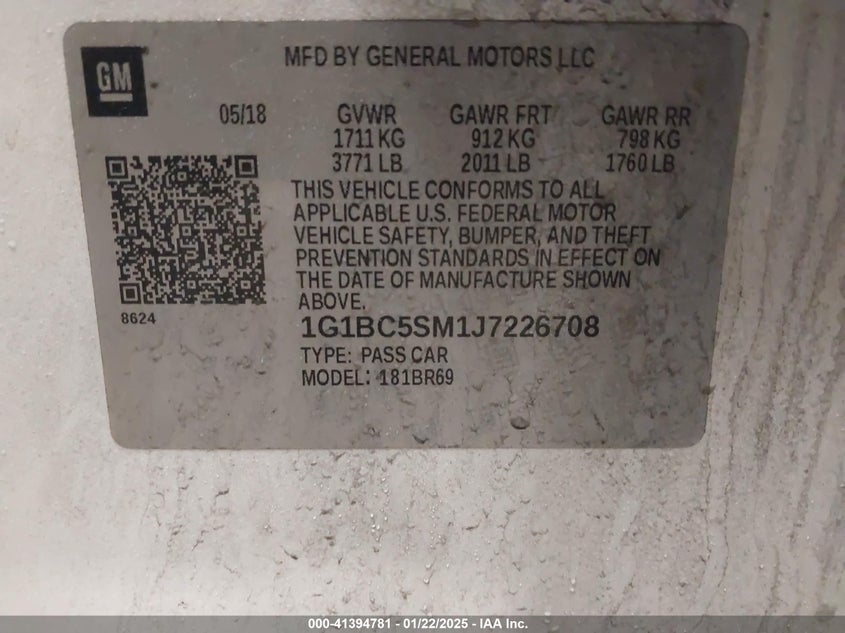 GM
MFD BY GENERAL MOTORS LLC
05/18 GVWR GAWR FRT GAWR RR
1711 KG 912 KG 798 KG
3771 LB 2011 LB 1760 LB
THIS VEHICLE CONFORMS TO ALL
APPLICABLE U.S. FEDERAL MOTOR
VEHICLE SAFETY, BUMPER, AND THEFT
PREVENTION STANDARDS IN EFFECT ON
THE DATE OF MANUFACTURE SHOWN
ABOVE.
8624
1G1BC5SM1J7226708
TYPE: PASS CAR
MODEL: 181BR69
000-41394781 - 01/22/2025 - IAA Inc.